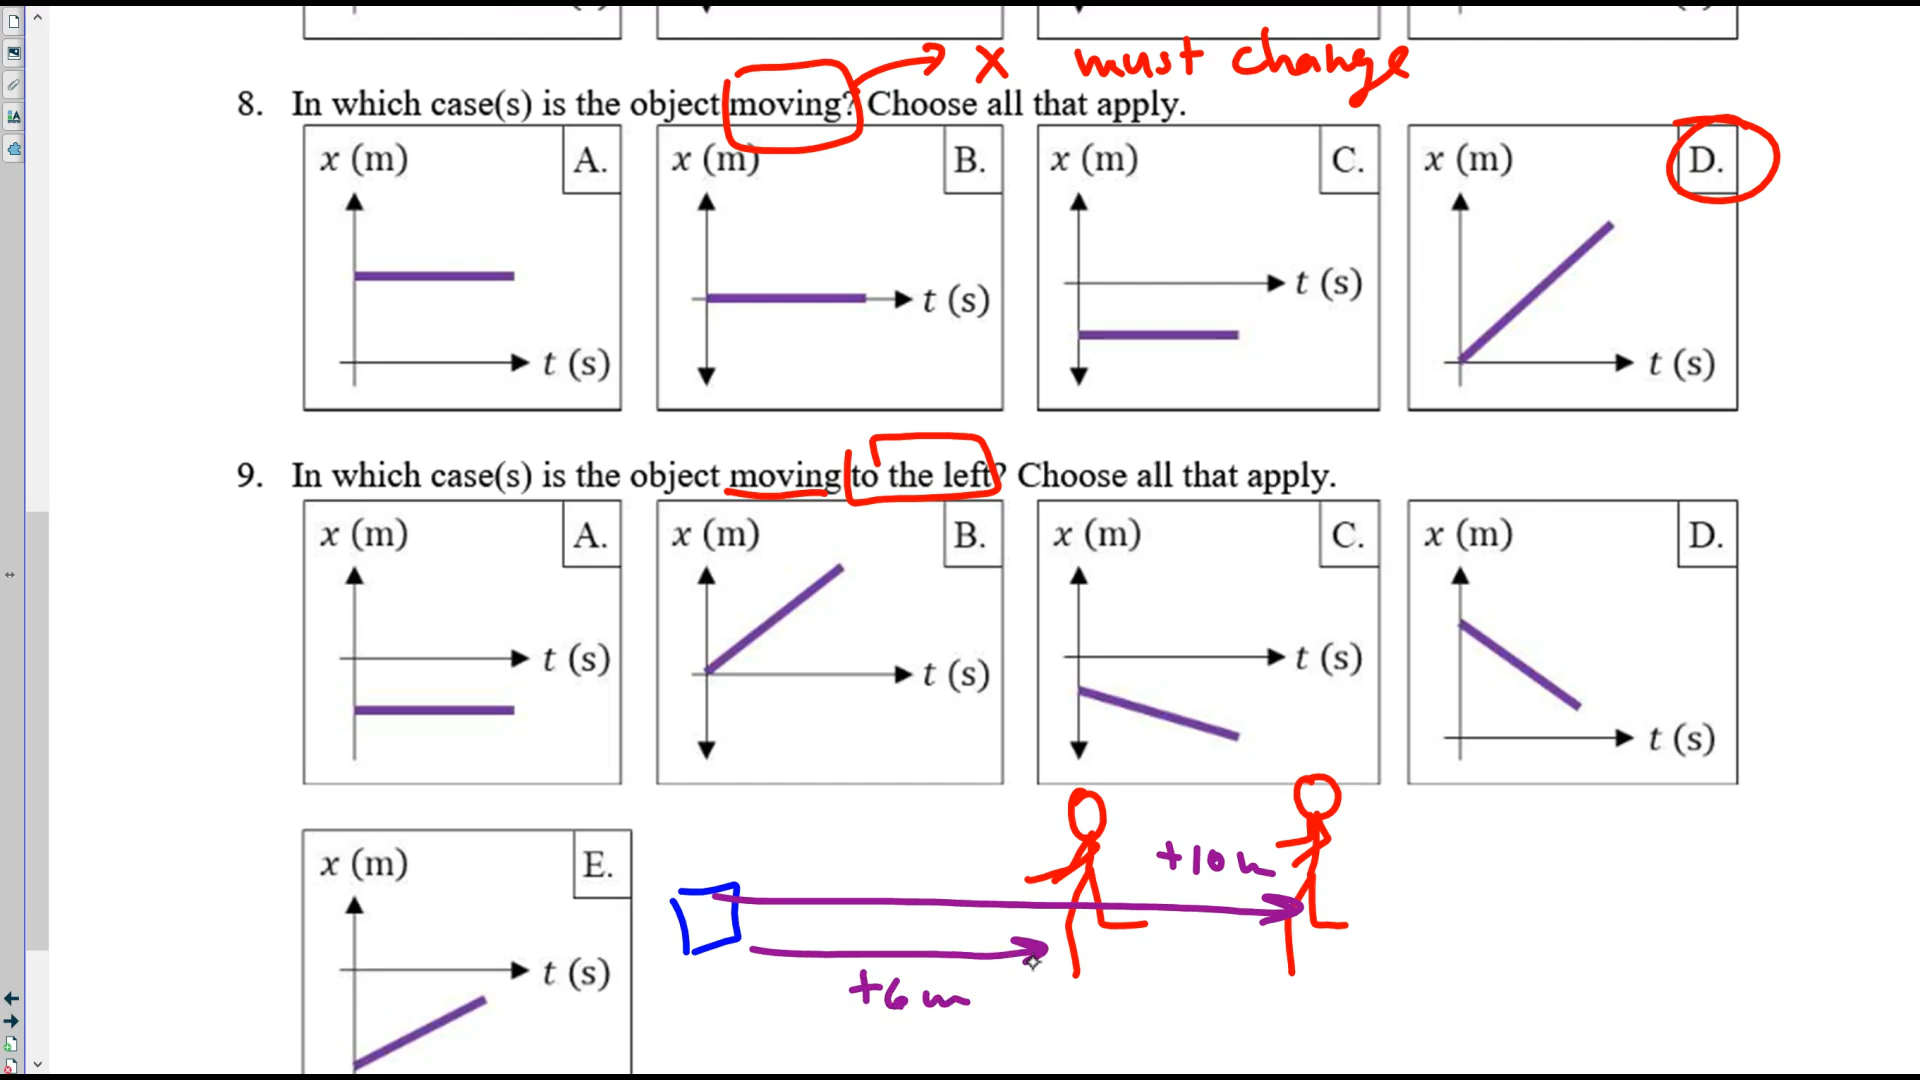 x must change
8. In which case(s) is the object moving? Choose all that apply.
x (m) A.
t (s)
x (m) B.
t (s)
x (m) C.
t (s)
x (m) D.
t (s)
9. In which case(s) is the object moving to the left? Choose all that apply.
x (m) A.
t (s)
x (m) B.
t (s)
x (m) C.
t (s)
x (m) D.
t (s)
x (m) E.
t (s)
+10 m
+6 m